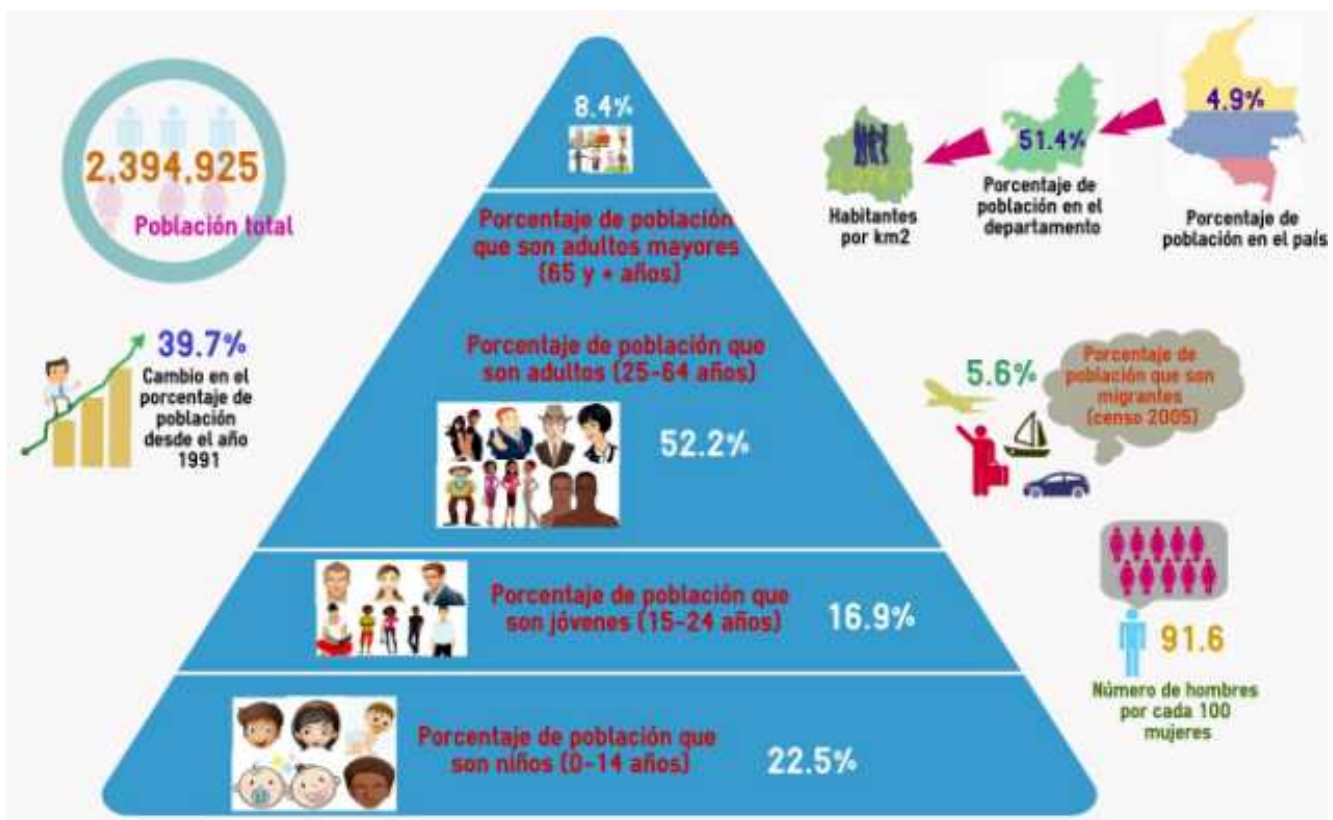 2,394,925
Población total
39.7%
Cambio en el
porcentaje de
población
desde el año
1991
8.4%
Porcentaje de población
que son adultos mayores
(65 y + años)
Porcentaje de población que
son adultos (25-64 años)
52.2%
Porcentaje de población que
son jóvenes (15-24 años)
16.9%
Porcentaje de población que
son niños (0-14 años)
22.5%
Habitantes
por km2
51.4%
Porcentaje de
población en el
departamento
4.9%
Porcentaje de
población en el país
5.6%
Porcentaje de
población que son
migrantes
(censo 2005)
91.6
Número de hombres
por cada 100
mujeres